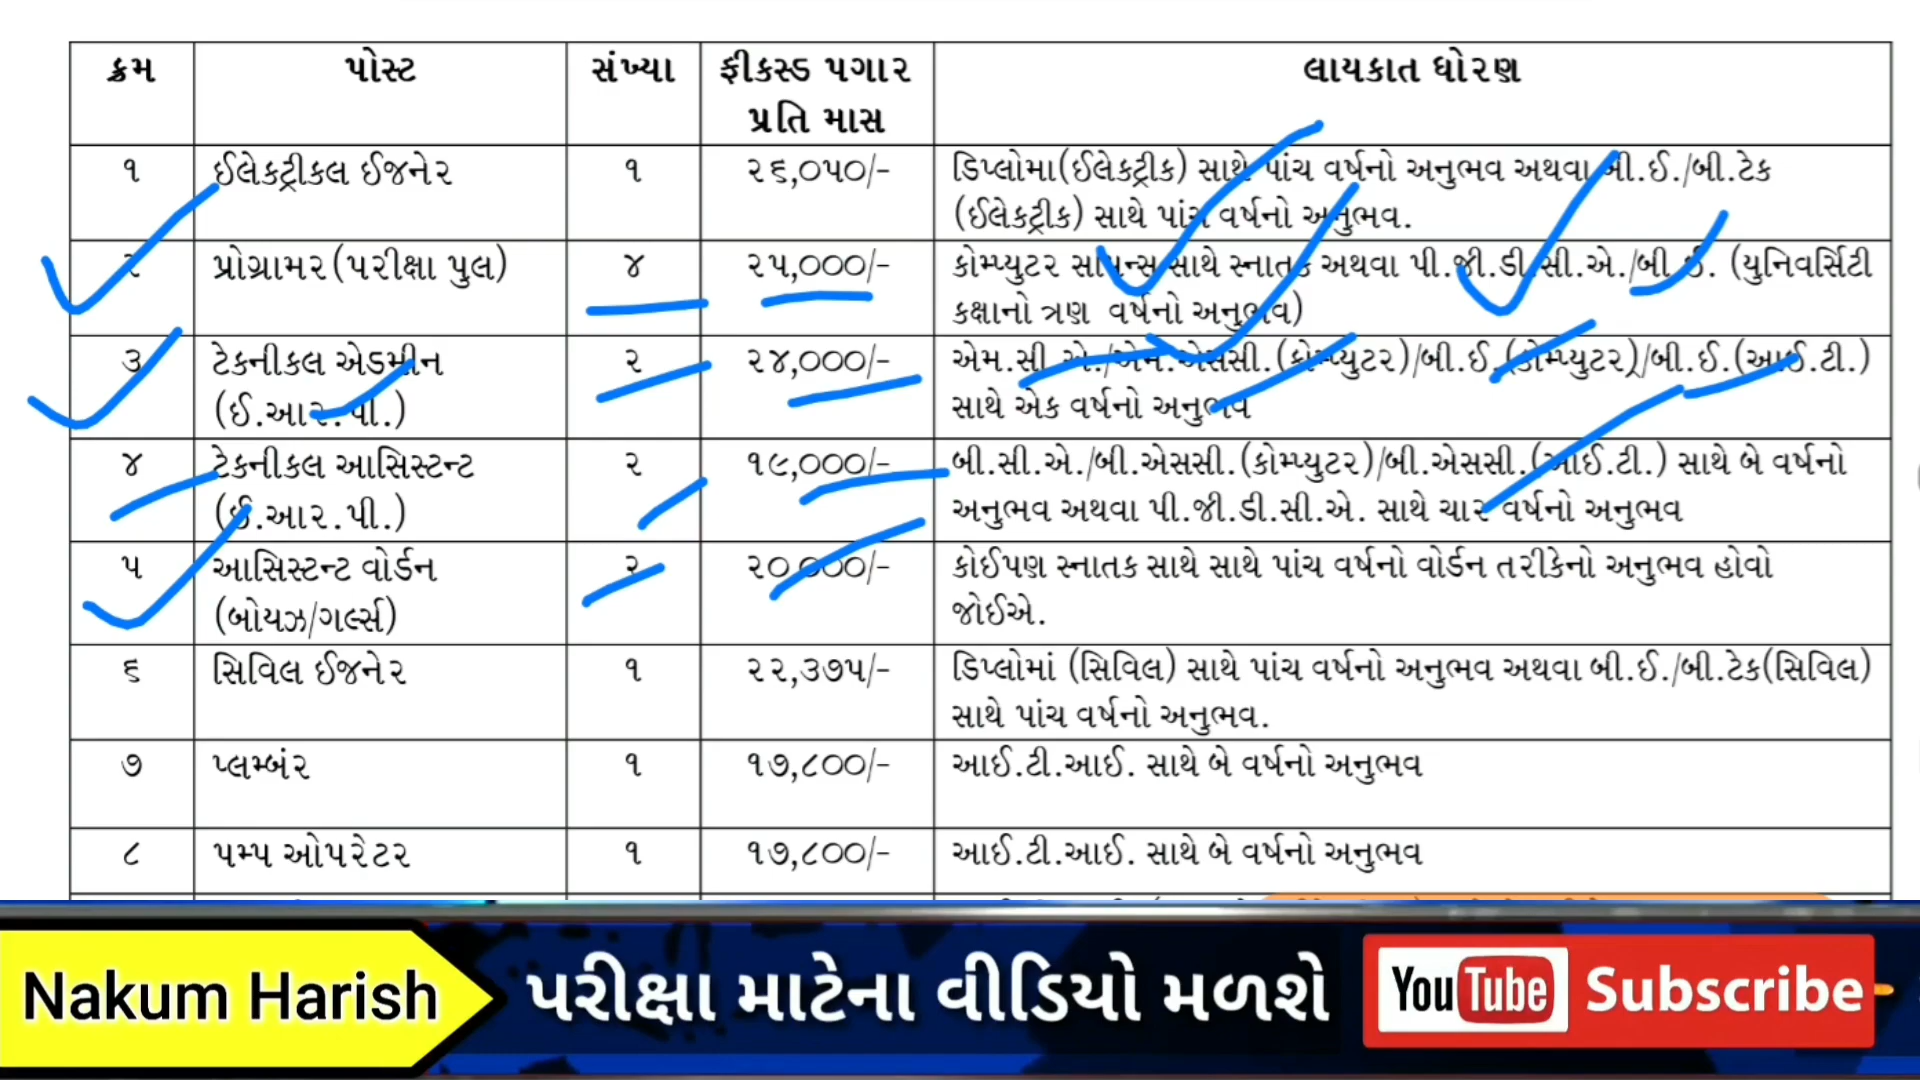 ક્રમ પોસ્ટ સંખ્યા ફીકસ્ડ પગાર લાયકાત ધોરણ
પ્રતિ માસ
૧ ઈલેકટ્રીકલ ઈજનેર ૧ ૨૬,૦૫૦/- ડિપ્લોમા(ઈલેકટ્રીક) સાથે પાંચ વર્ષનો અનુભવ અથવા બી.ઈ./બી.ટેક
(ઈલેકટ્રીક) સાથે પાંચ વર્ષનો અનુભવ.
૨ પ્રોગ્રામર(પરીક્ષા પુલ) ૪ ૨૫,૦૦૦/- કોમ્પ્યુટર સાયન્સ સાથે સ્નાતક અથવા પી.જી.ડી.સી.એ./બી.ઈ. (યુનિવર્સિટી
કક્ષાનો ત્રણ વર્ષનો અનુભવ)
૩ ટેકનીકલ એડમીન ૨ ૨૪,૦૦૦/- એમ.સી.એ./એમ.એસસી.(કોમ્પ્યુટર)/બી.ઈ.(કોમ્પ્યુટર)/બી.ઈ.(આઈ.ટી.)
(ઈ.આર.પી.) સાથે એક વર્ષનો અનુભવ
૪ ટેકનીકલ આસિસ્ટન્ટ ૨ ૧૯,૦૦૦/- બી.સી.એ./બી.એસસી.(કોમ્પ્યુટર)/બી.એસસી.(આઈ.ટી.) સાથે બે વર્ષનો
(ઈ.આર.પી.) અનુભવ અથવા પી.જી.ડી.સી.એ. સાથે ચાર વર્ષનો અનુભવ
૫ આસિસ્ટન્ટ વોર્ડન ૨ ૨૦,૦૦૦/- કોઈપણ સ્નાતક સાથે સાથે પાંચ વર્ષનો વોર્ડન તરીકેનો અનુભવ હોવો
(બોયઝ/ગર્લ્સ) જોઈએ.
૬ સિવિલ ઈજનેર ૧ ૨૨,૩૭૫/- ડિપ્લોમાં (સિવિલ) સાથે પાંચ વર્ષનો અનુભવ અથવા બી.ઈ./બી.ટેક(સિવિલ)
સાથે પાંચ વર્ષનો અનુભવ.
૭ પ્લમ્બંર ૧ ૧૭,૮૦૦/- આઈ.ટી.આઈ. સાથે બે વર્ષનો અનુભવ
૮ પમ્પ ઓપરેટર ૧ ૧૭,૮૦૦/- આઈ.ટી.આઈ. સાથે બે વર્ષનો અનુભવ
Nakum Harish પરીક્ષા માટેના વીડિયો મળશે YouTube Subscribe